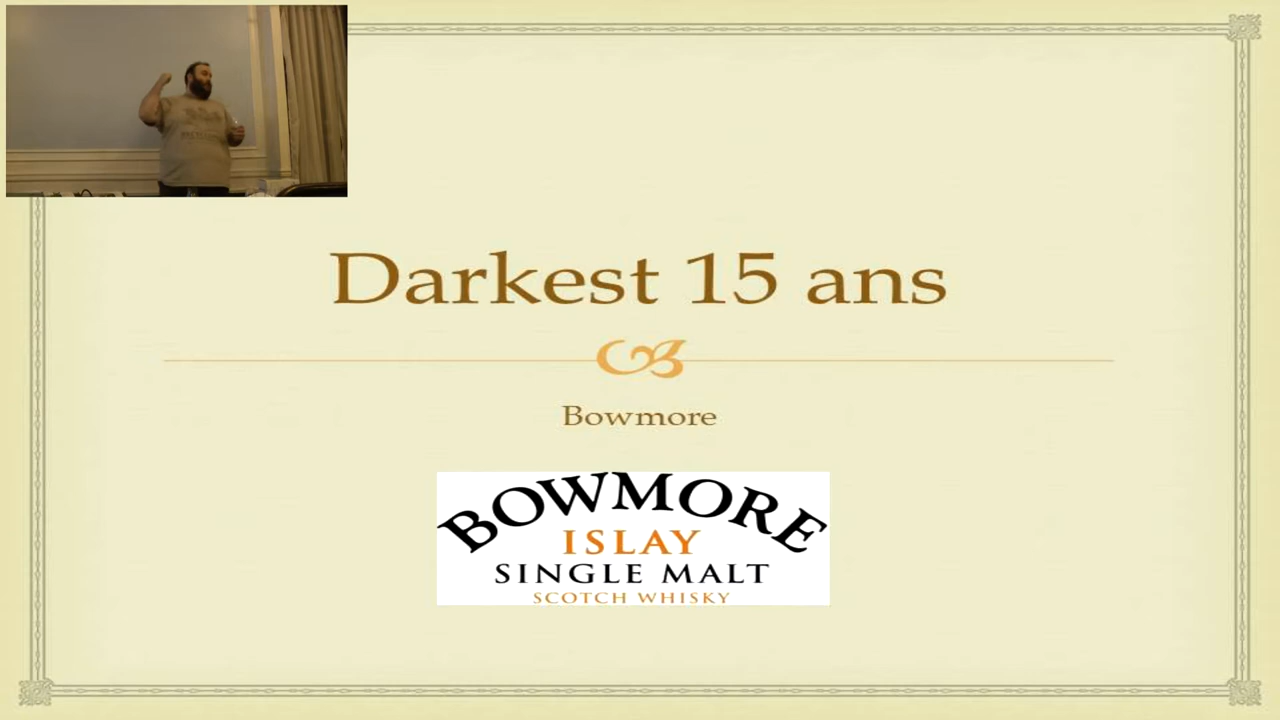 Darkest 15 ans
Bowmore
BOWMORE
ISLAY
SINGLE MALT
SCOTCH WHISKY